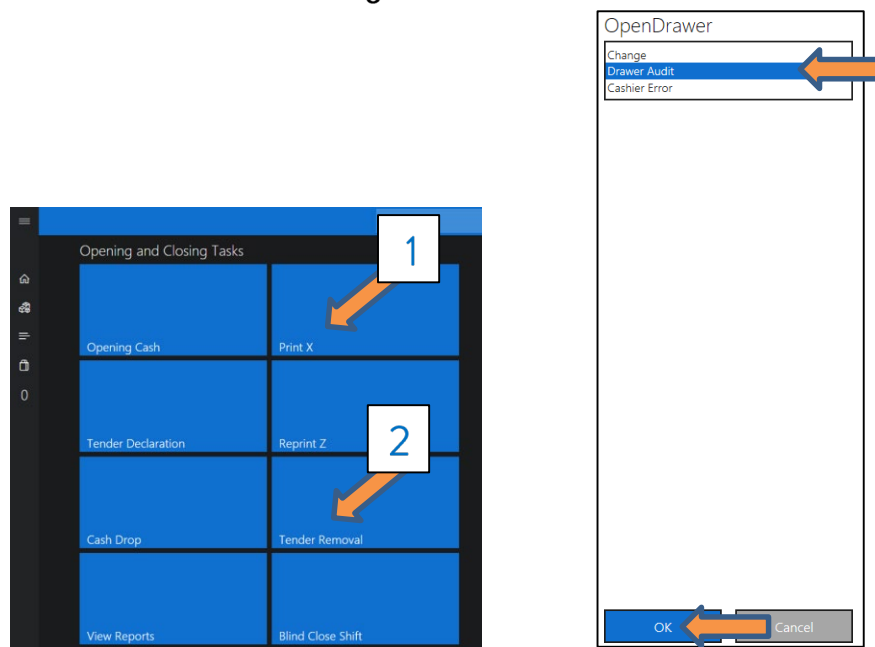 OpenDrawer
Change
Drawer Audit
Cashier Error
OK
Cancel
1
Opening and Closing Tasks
Opening Cash
Print X
2
Tender Declaration
Reprint Z
Cash Drop
Tender Removal
View Reports
Blind Close Shift
0